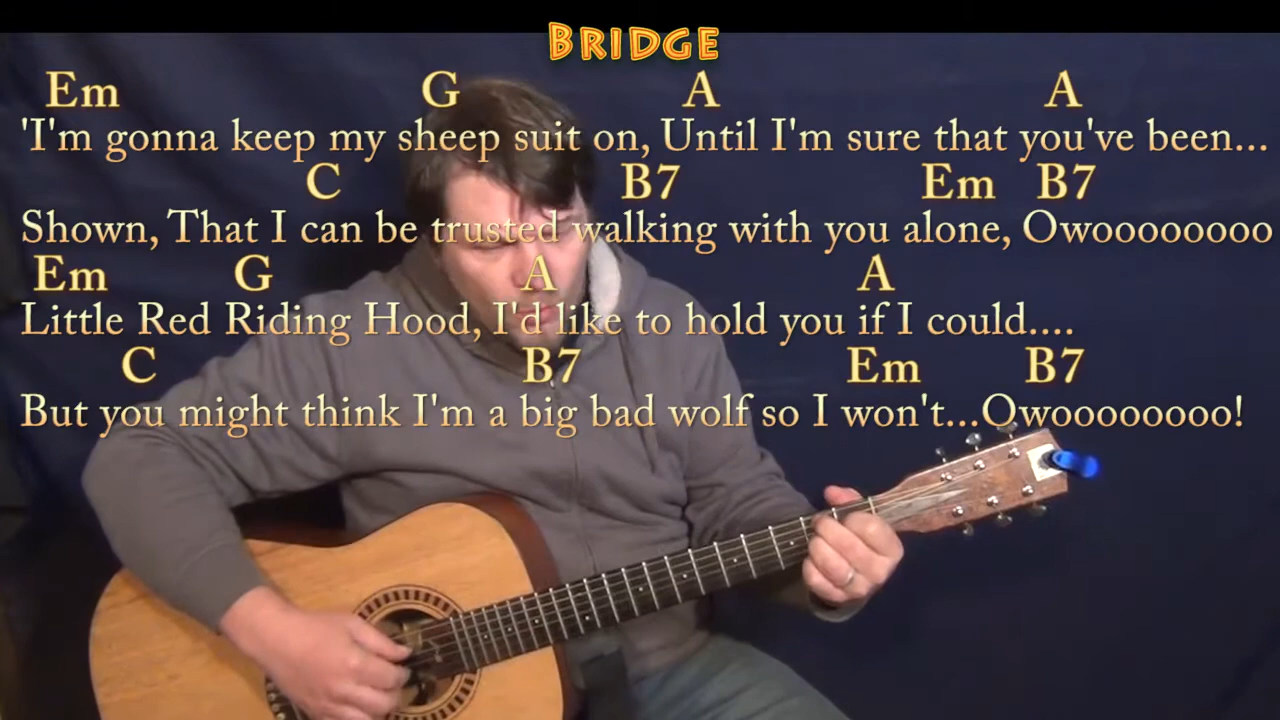 BRIDGE
Em G A A
'I'm gonna keep my sheep suit on, Until I'm sure that you've been...
C B7 Em B7
Shown, That I can be trusted walking with you alone, Owoooooooo
Em G A A
Little Red Riding Hood, I'd like to hold you if I could....
C B7 Em B7
But you might think I'm a big bad wolf so I won't...Owoooooooo!